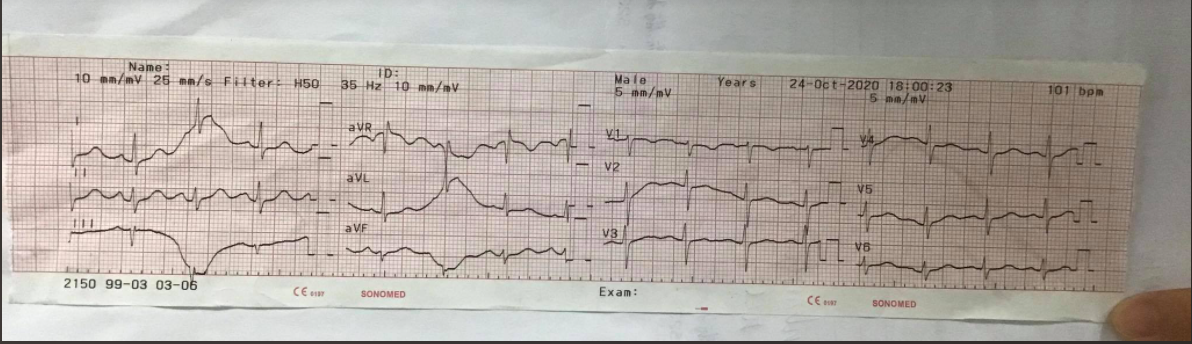 Name: ID: Male Years 24-Oct-2020 18:00:23 101 bpm
10 mm/mV 25 mm/s Filter: H50 35 Hz 10 mm/mV 5 mm/mV 5 mm/mV
I aVR V1 V4
II aVL V2 V5
III aVF V3 V6
2150 99-03 03-06 Exam:
CE 0197 SONOMED CE 0197 SONOMED